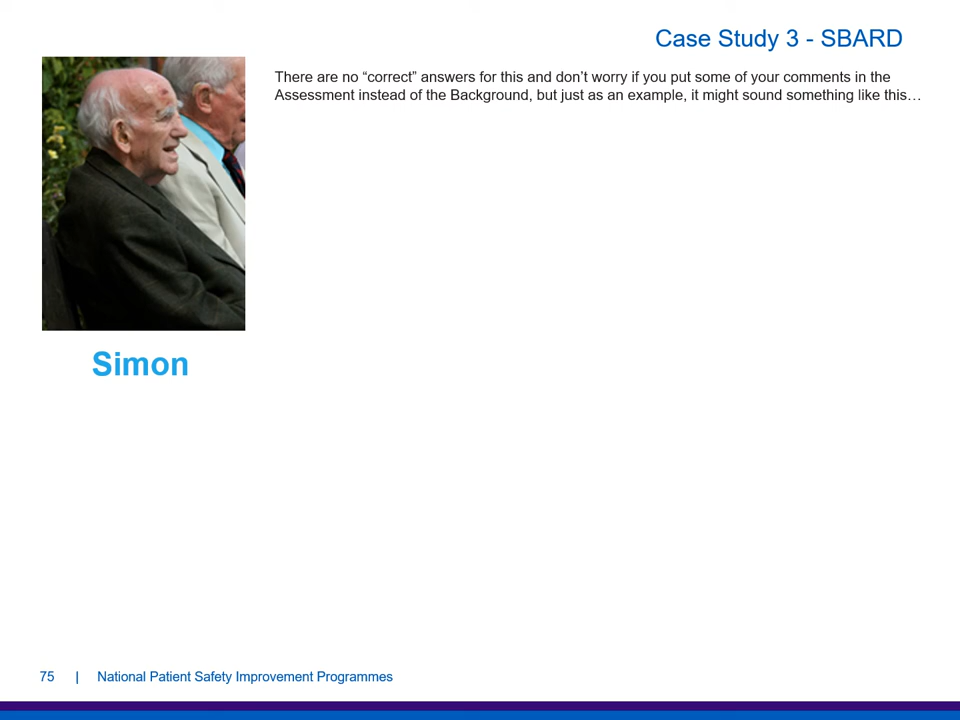 Case Study 3 - SBARD
There are no “correct” answers for this and don’t worry if you put some of your comments in the
Assessment instead of the Background, but just as an example, it might sound something like this…
Simon
75 | National Patient Safety Improvement Programmes